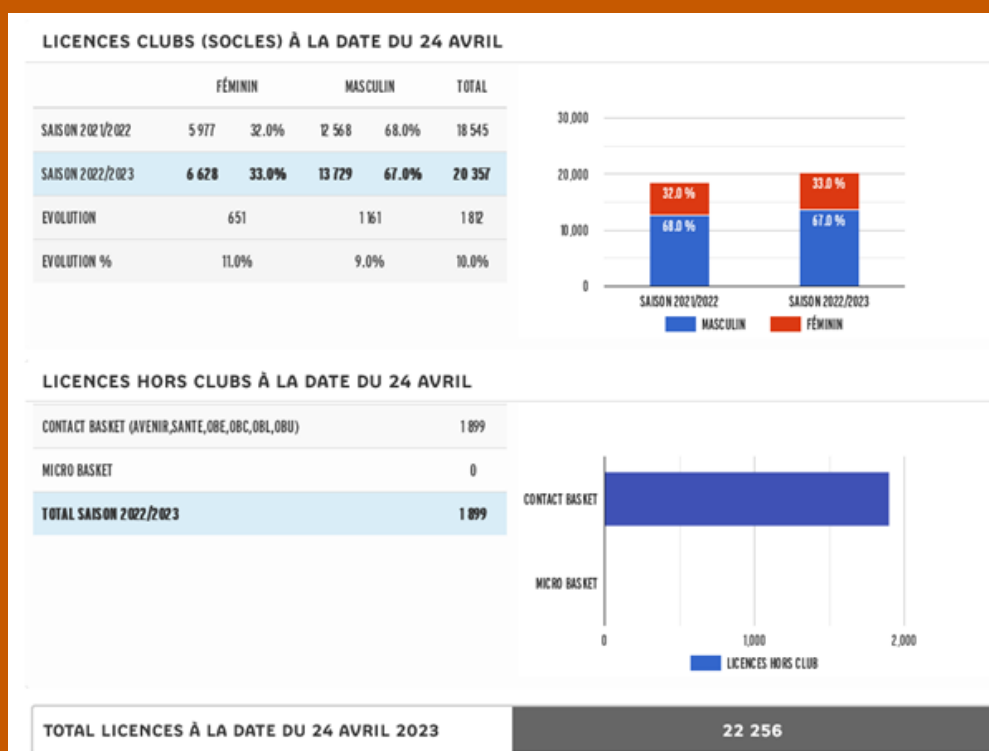 LICENCES CLUBS (SOCLES) À LA DATE DU 24 AVRIL
FÉMININ MASCULIN TOTAL
SAISON 2021/2022 5 977 32.0% 12 568 68.0% 18 545
SAISON 2022/2023 6 628 33.0% 13 729 67.0% 20 357
EVOLUTION 651 1 161 1 812
EVOLUTION % 11.0% 9.0% 10.0%
30,000
20,000
10,000
0
32.0 %
68.0 %
33.0 %
67.0 %
SAISON 2021/2022 SAISON 2022/2023
MASCULIN FÉMININ
LICENCES HORS CLUBS À LA DATE DU 24 AVRIL
CONTACT BASKET (AVENIR,SANTE,0BE,0BC,0BL,0BU) 1 899
MICRO BASKET 0
TOTAL SAISON 2022/2023 1 899
CONTACT BASKET
MICRO BASKET
0 1,000 2,000
LICENCES HORS CLUB
TOTAL LICENCES À LA DATE DU 24 AVRIL 2023 22 256